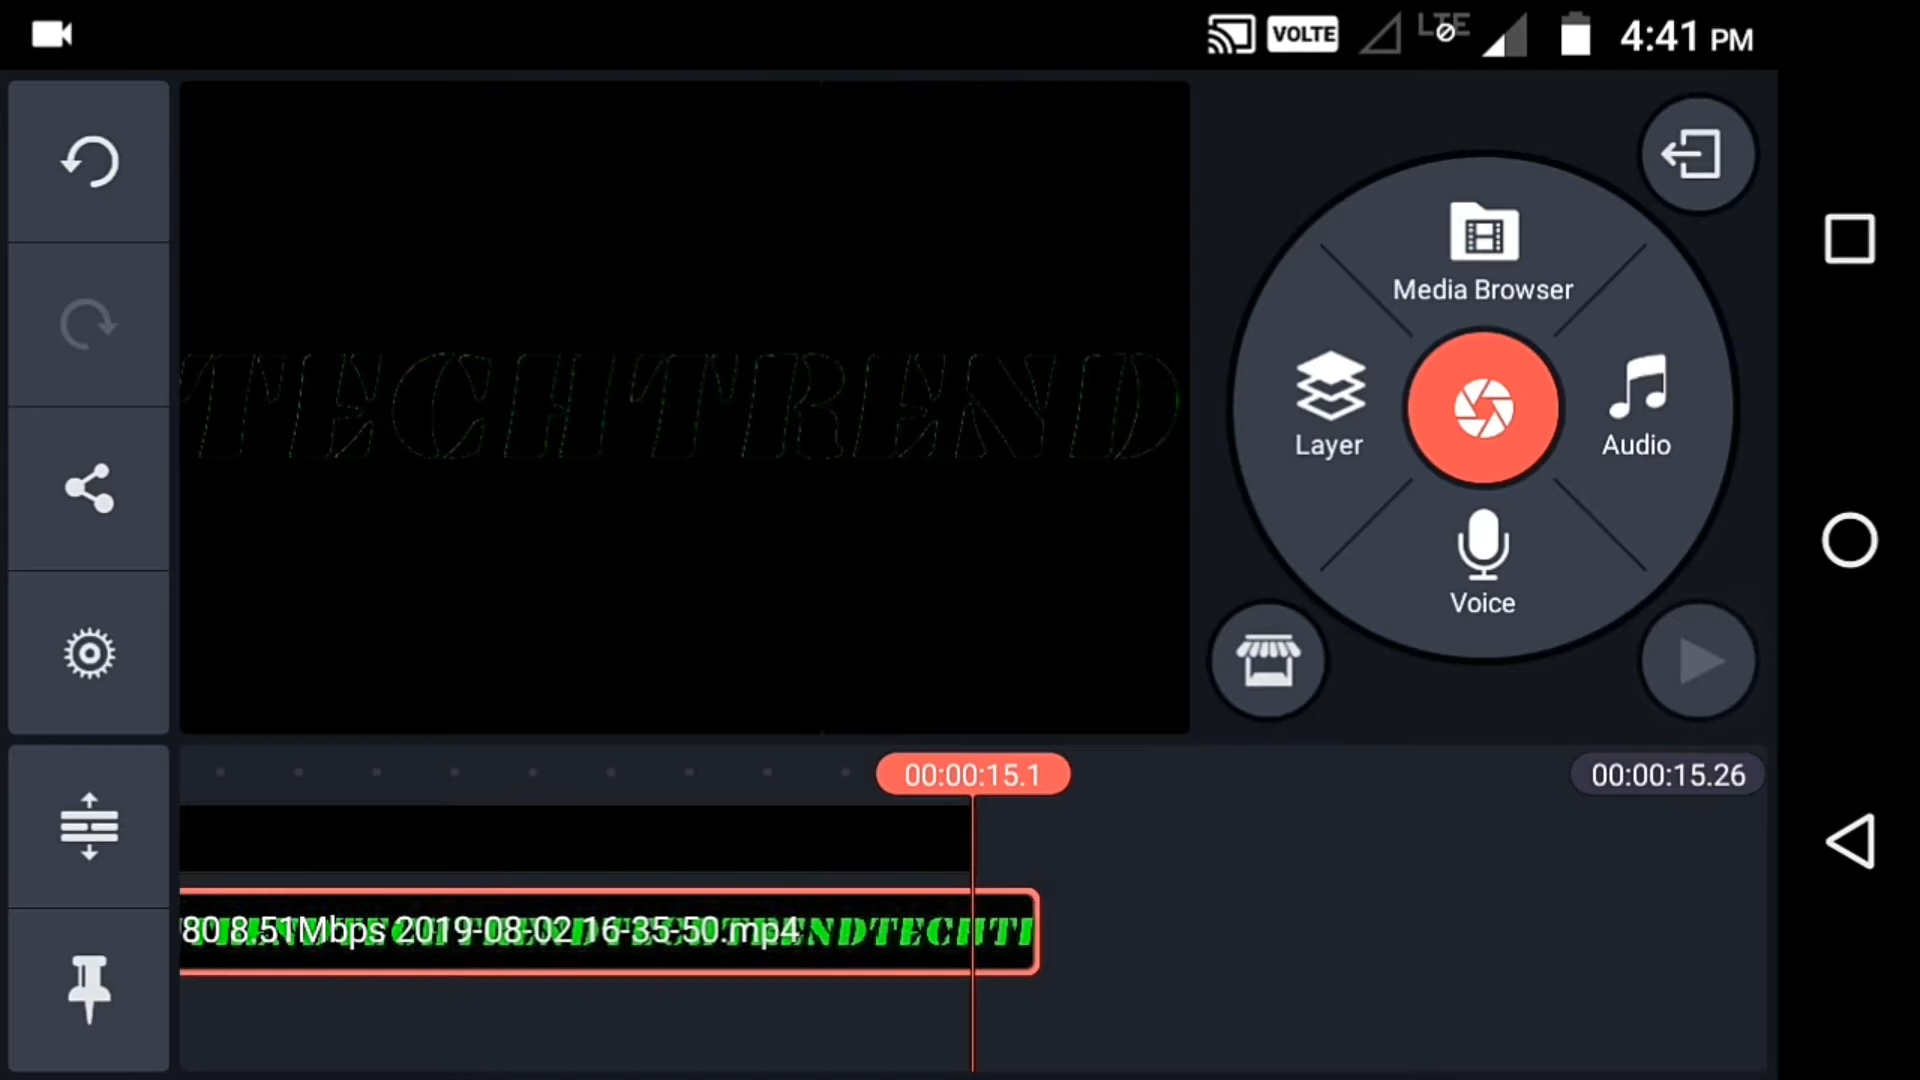 VOLTE LTE 4:41 PM
TECHTREND
Media Browser
Layer
Audio
Voice
00:00:15.1
00:00:15.26
80 8.51Mbps 2019-08-02 16-35-50.mp4